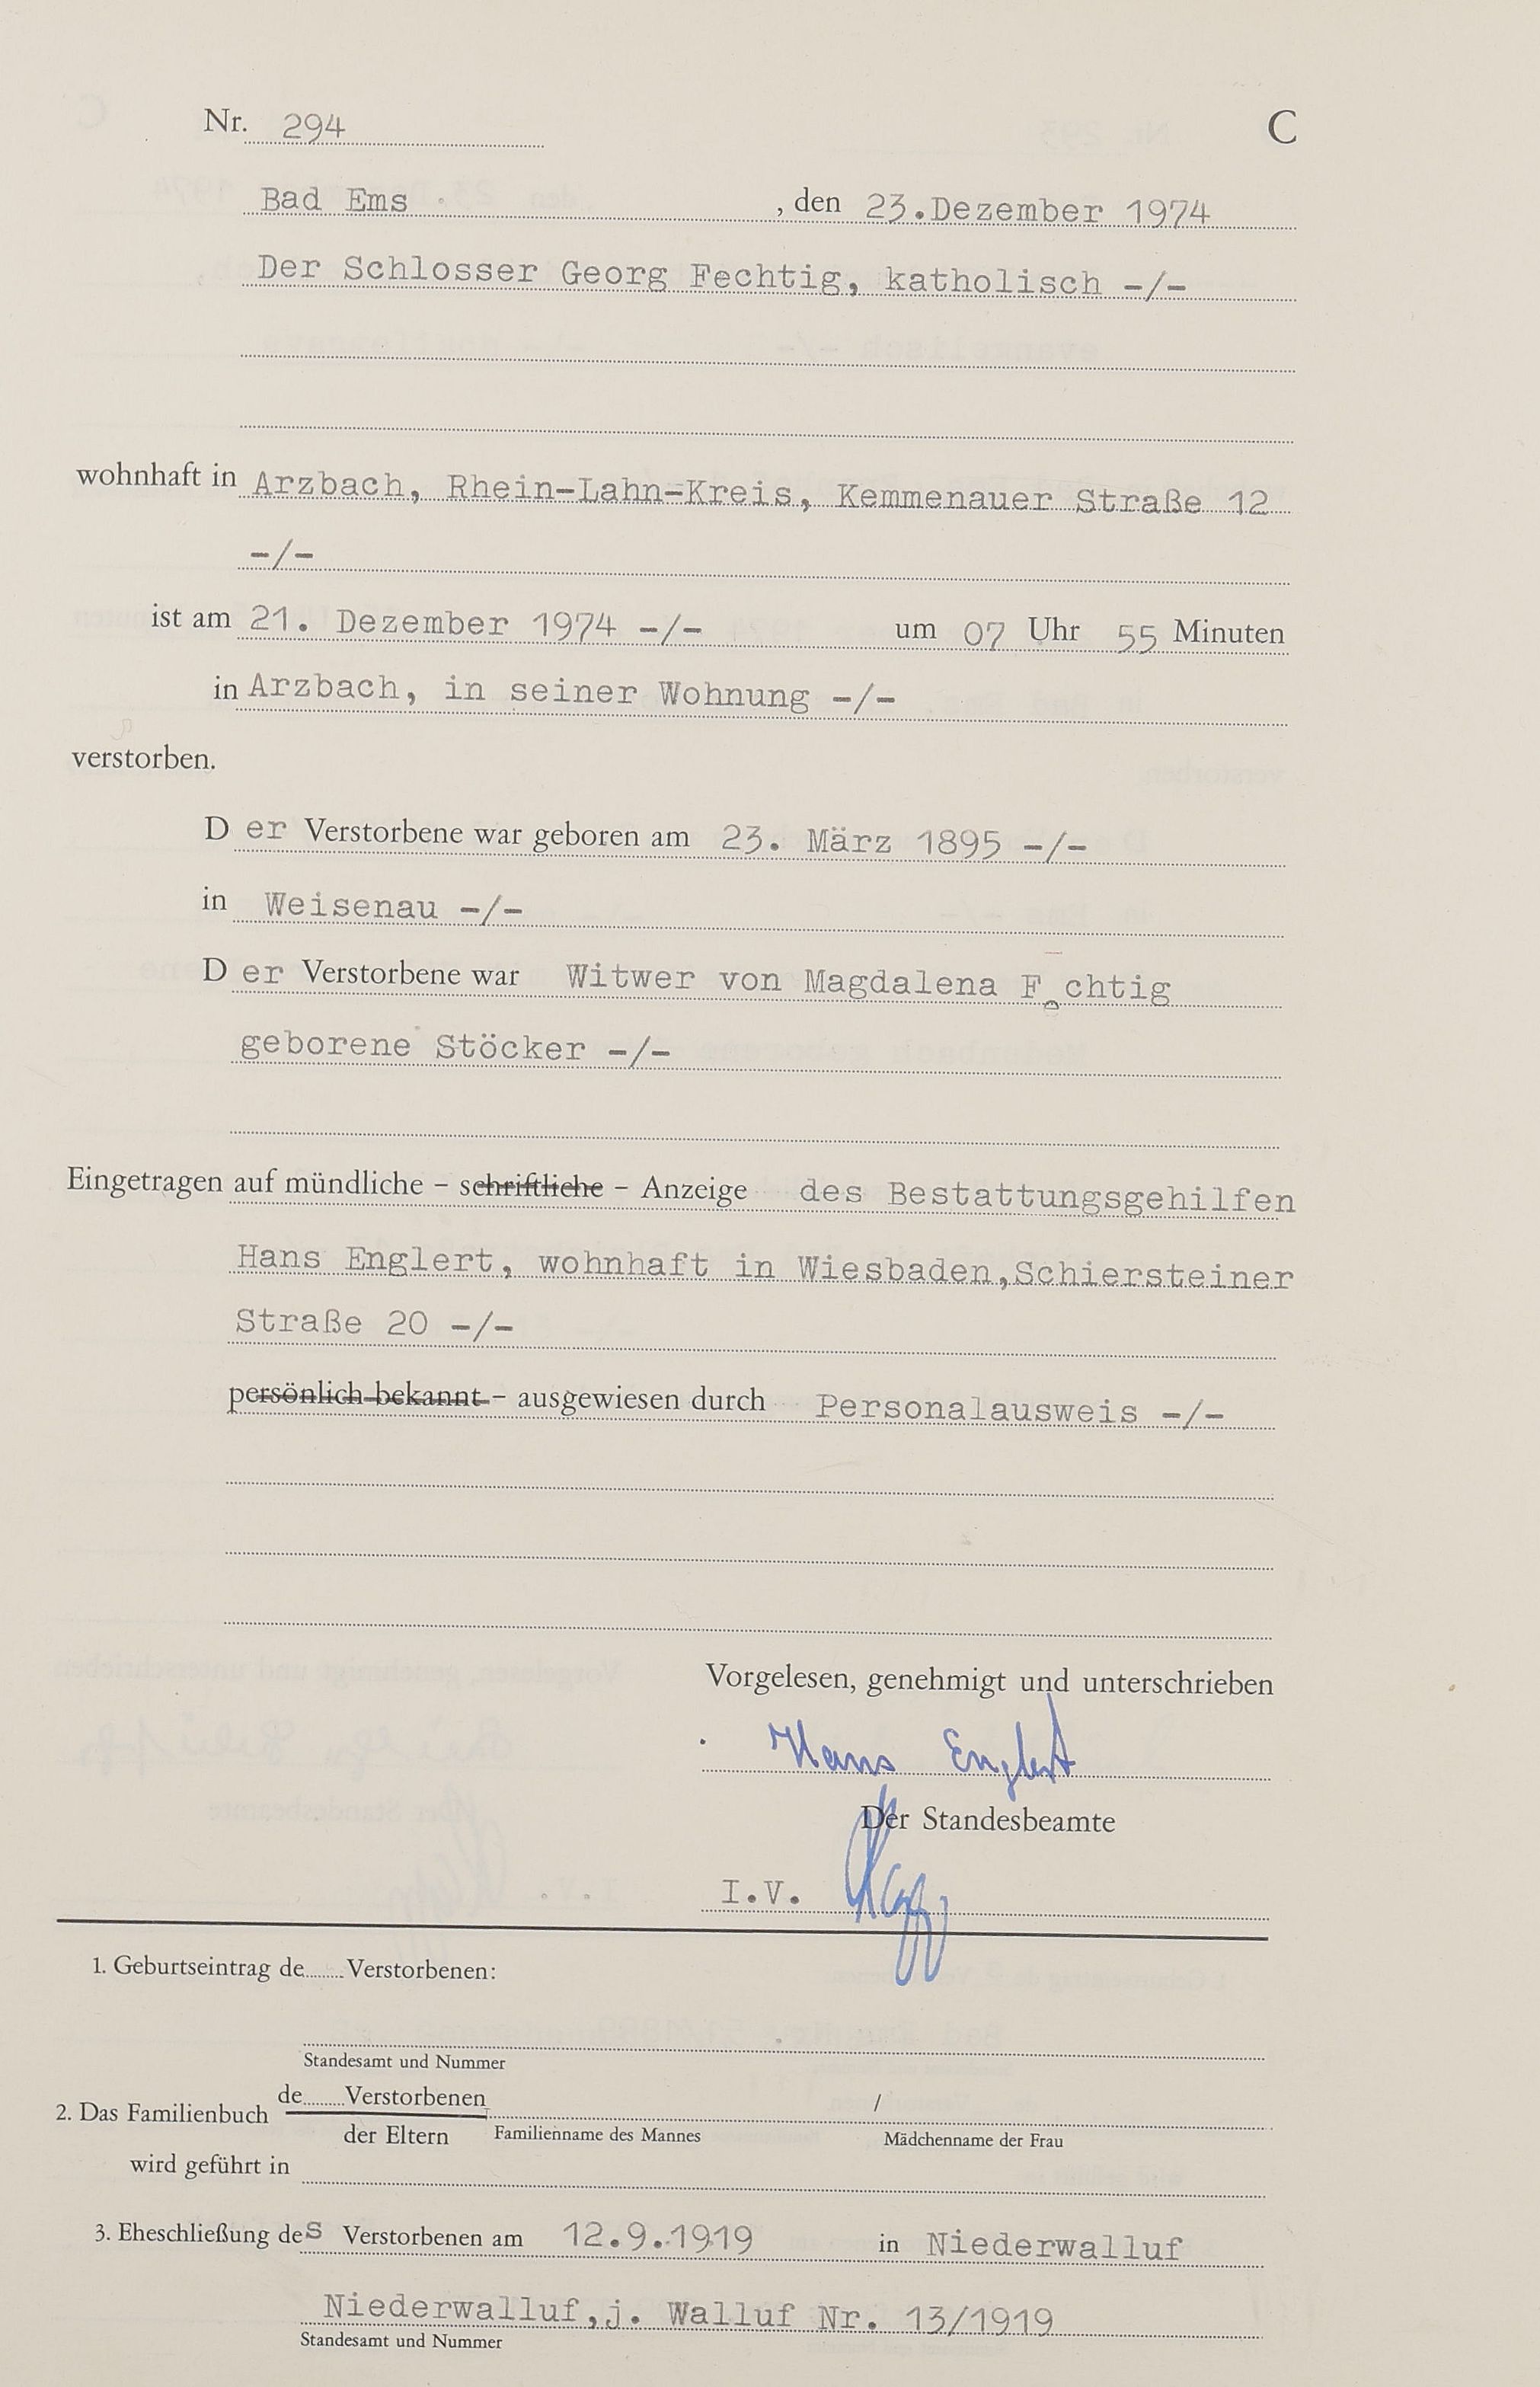 Nr. 294 C
Bad Ems , den 23.Dezember 1974
Der Schlosser Georg Fechtig, katholisch -/-
wohnhaft in Arzbach, Rhein-Lahn-Kreis, Kemmenauer Straße 12
-/-
ist am 21. Dezember 1974 -/- um 07 Uhr 55 Minuten
in Arzbach, in seiner Wohnung -/-
verstorben.
D er Verstorbene war geboren am 23. März 1895 -/-
in Weisenau -/-
D er Verstorbene war Witwer von Magdalena Fechtig
geborene Stöcker -/-
Eingetragen auf mündliche – schriftliche – Anzeige des Bestattungsgehilfen
Hans Englert, wohnhaft in Wiesbaden,Schiersteiner
Straße 20 -/-
persönlich bekannt – ausgewiesen durch Personalausweis -/-
Vorgelesen, genehmigt und unterschrieben
Hans Englert
Der Standesbeamte
I.V.
1. Geburtseintrag de........Verstorbenen:
Standesamt und Nummer
de........Verstorbenen /
2. Das Familienbuch
der Eltern Familienname des Mannes Mädchenname der Frau
wird geführt in
3. Eheschließung des Verstorbenen am 12.9.1919 in Niederwalluf
Niederwalluf,j. Walluf Nr. 13/1919
Standesamt und Nummer